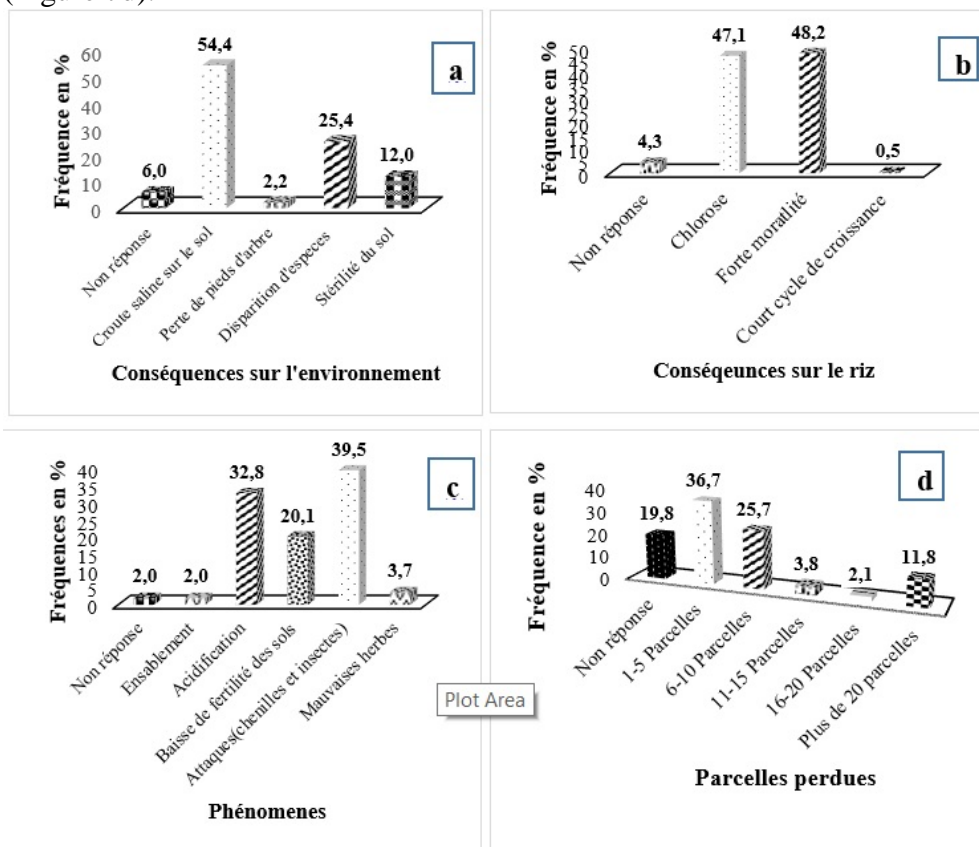 60
50
40
30
20
10
0
Fréquence en %
6,0
54,4
2,2
25,4
12,0
a
Non réponse
Croute saline sur le sol
Perte de pieds d'arbre
Disparition d'especes
Stérilité du sol
Conséquences sur l'environnement
50
45
40
35
30
25
20
15
10
5
0
Fréquence en %
4,3
47,1
48,2
0,5
b
Non réponse
Chlorose
Forte moratlité
Court cycle de croissance
Conséqeunces sur le riz
40
35
30
25
20
15
10
5
0
Fréquences en %
2,0
2,0
32,8
20,1
39,5
3,7
c
Non réponse
Ensablement
Acidification
Baisse de fertilité des sols
Attaques(chenilles et insectes)
Mauvaises herbes
Phénomenes
Plot Area
40
30
20
10
0
Fréquence en %
19,8
36,7
25,7
3,8
2,1
11,8
d
Non réponse
1-5 Parcelles
6-10 Parcelles
11-15 Parcelles
16-20 Parcelles
Plus de 20 parcelles
Parcelles perdues